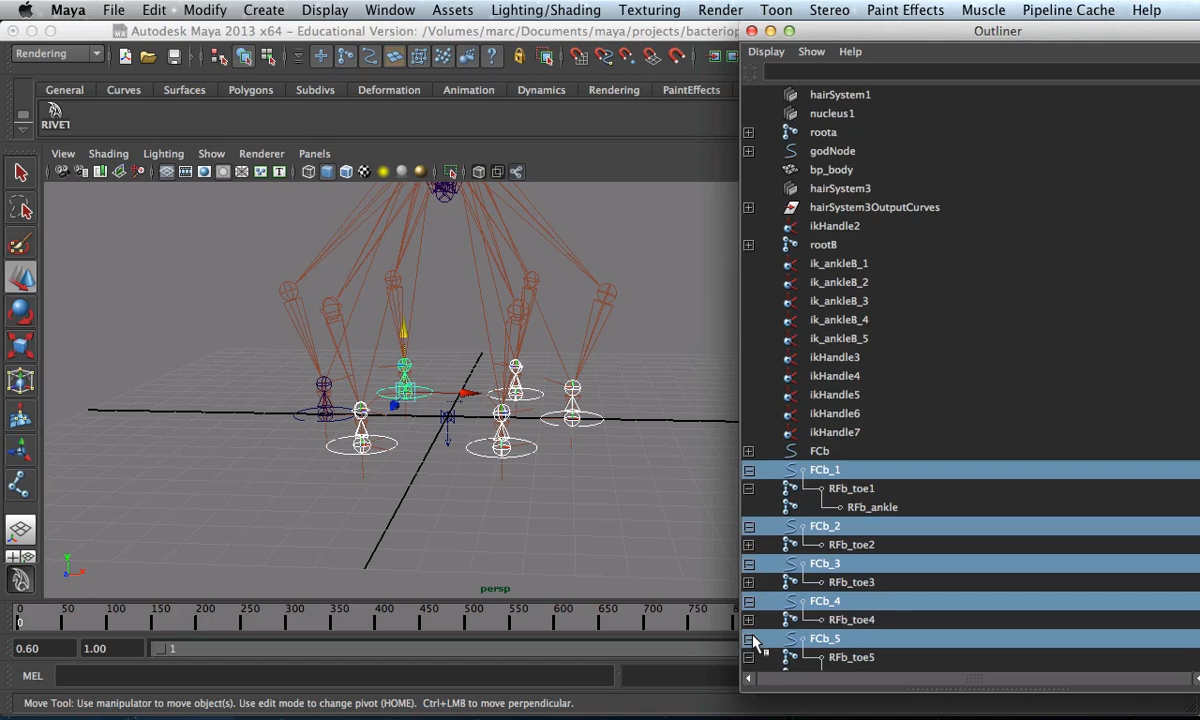 Maya File Edit Modify Create Display Window Assets Lighting/Shading Texturing Render Toon Stereo Paint Effects Muscle Pipeline Cache Help
Autodesk Maya 2013 x64 - Educational Version: /Volumes/marc/Documents/maya/projects/bacteriop
Outliner
Rendering
Display Show Help
General Curves Surfaces Polygons Subdivs Deformation Animation Dynamics Rendering PaintEffects
RIVET
View Shading Lighting Show Renderer Panels
hairSystem1
nucleus1
roota
godNode
bp_body
hairSystem3
hairSystem3OutputCurves
ikHandle2
rootB
ik_ankleB_1
ik_ankleB_2
ik_ankleB_3
ik_ankleB_4
ik_ankleB_5
ikHandle3
ikHandle4
ikHandle5
ikHandle6
ikHandle7
FCb
FCb_1
RFb_toe1
RFb_ankle
FCb_2
RFb_toe2
FCb_3
RFb_toe3
FCb_4
RFb_toe4
FCb_5
RFb_toe5
y
x
persp
0 50 100 150 200 250 300 350 400 450 500 550 600 650 700 750
0
0.60 1.00 1
MEL
Move Tool: Use manipulator to move object(s). Use edit mode to change pivot (HOME). Ctrl+LMB to move perpendicular.